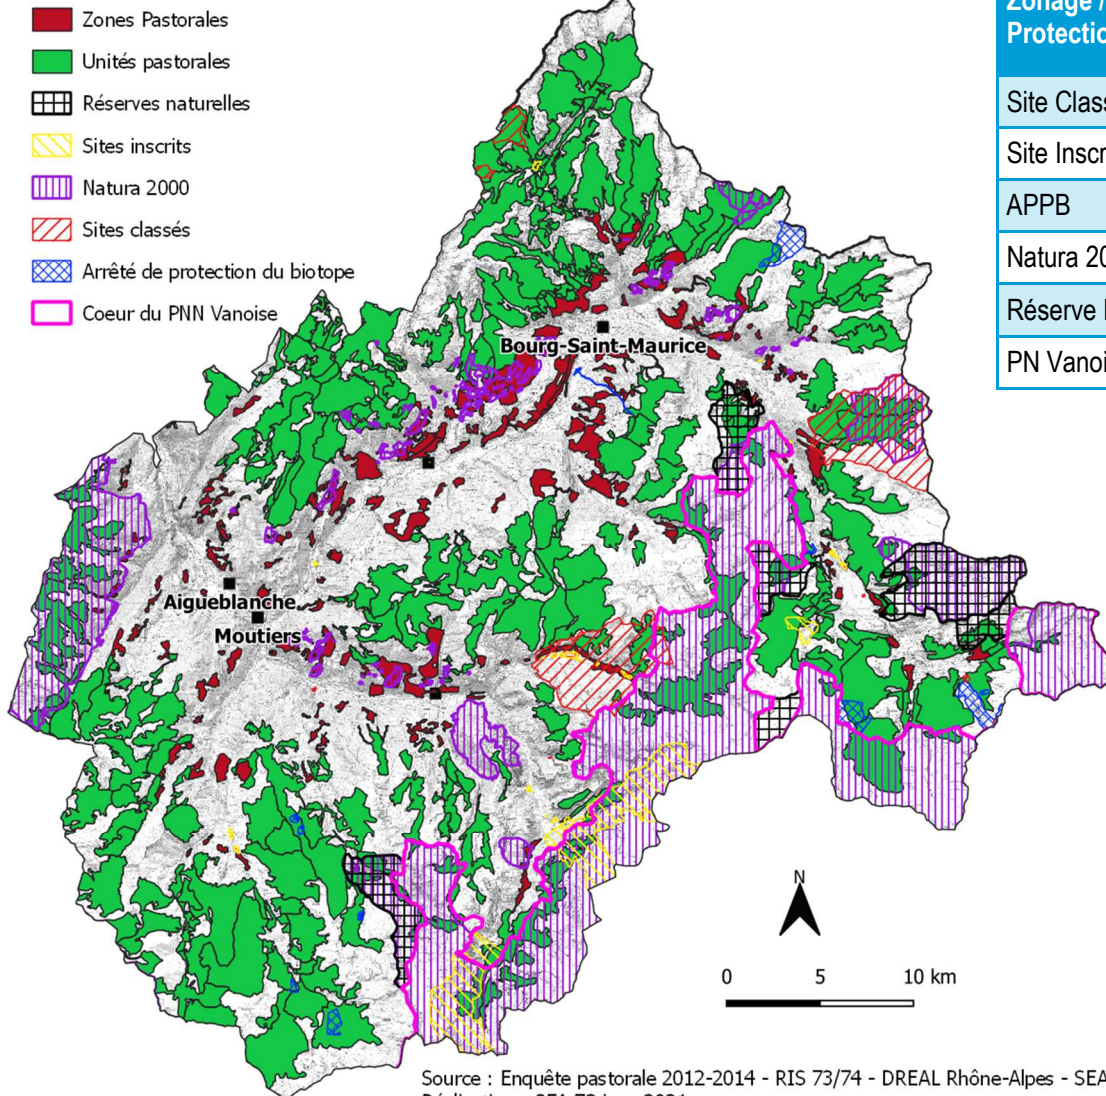 Zones Pastorales
Unités pastorales
Réserves naturelles
Sites inscrits
Natura 2000
Sites classés
Arrêté de protection du biotope
Coeur du PNN Vanoise
Zonage /
Protectio
Site Class
Site Inscr
APPB
Natura 20
Réserve
PN Vanoi
Bourg-Saint-Maurice
Aigueblanche
Moutiers
N
0 5 10 km
Source : Enquête pastorale 2012-2014 - RIS 73/74 - DREAL Rhône-Alpes - SEA